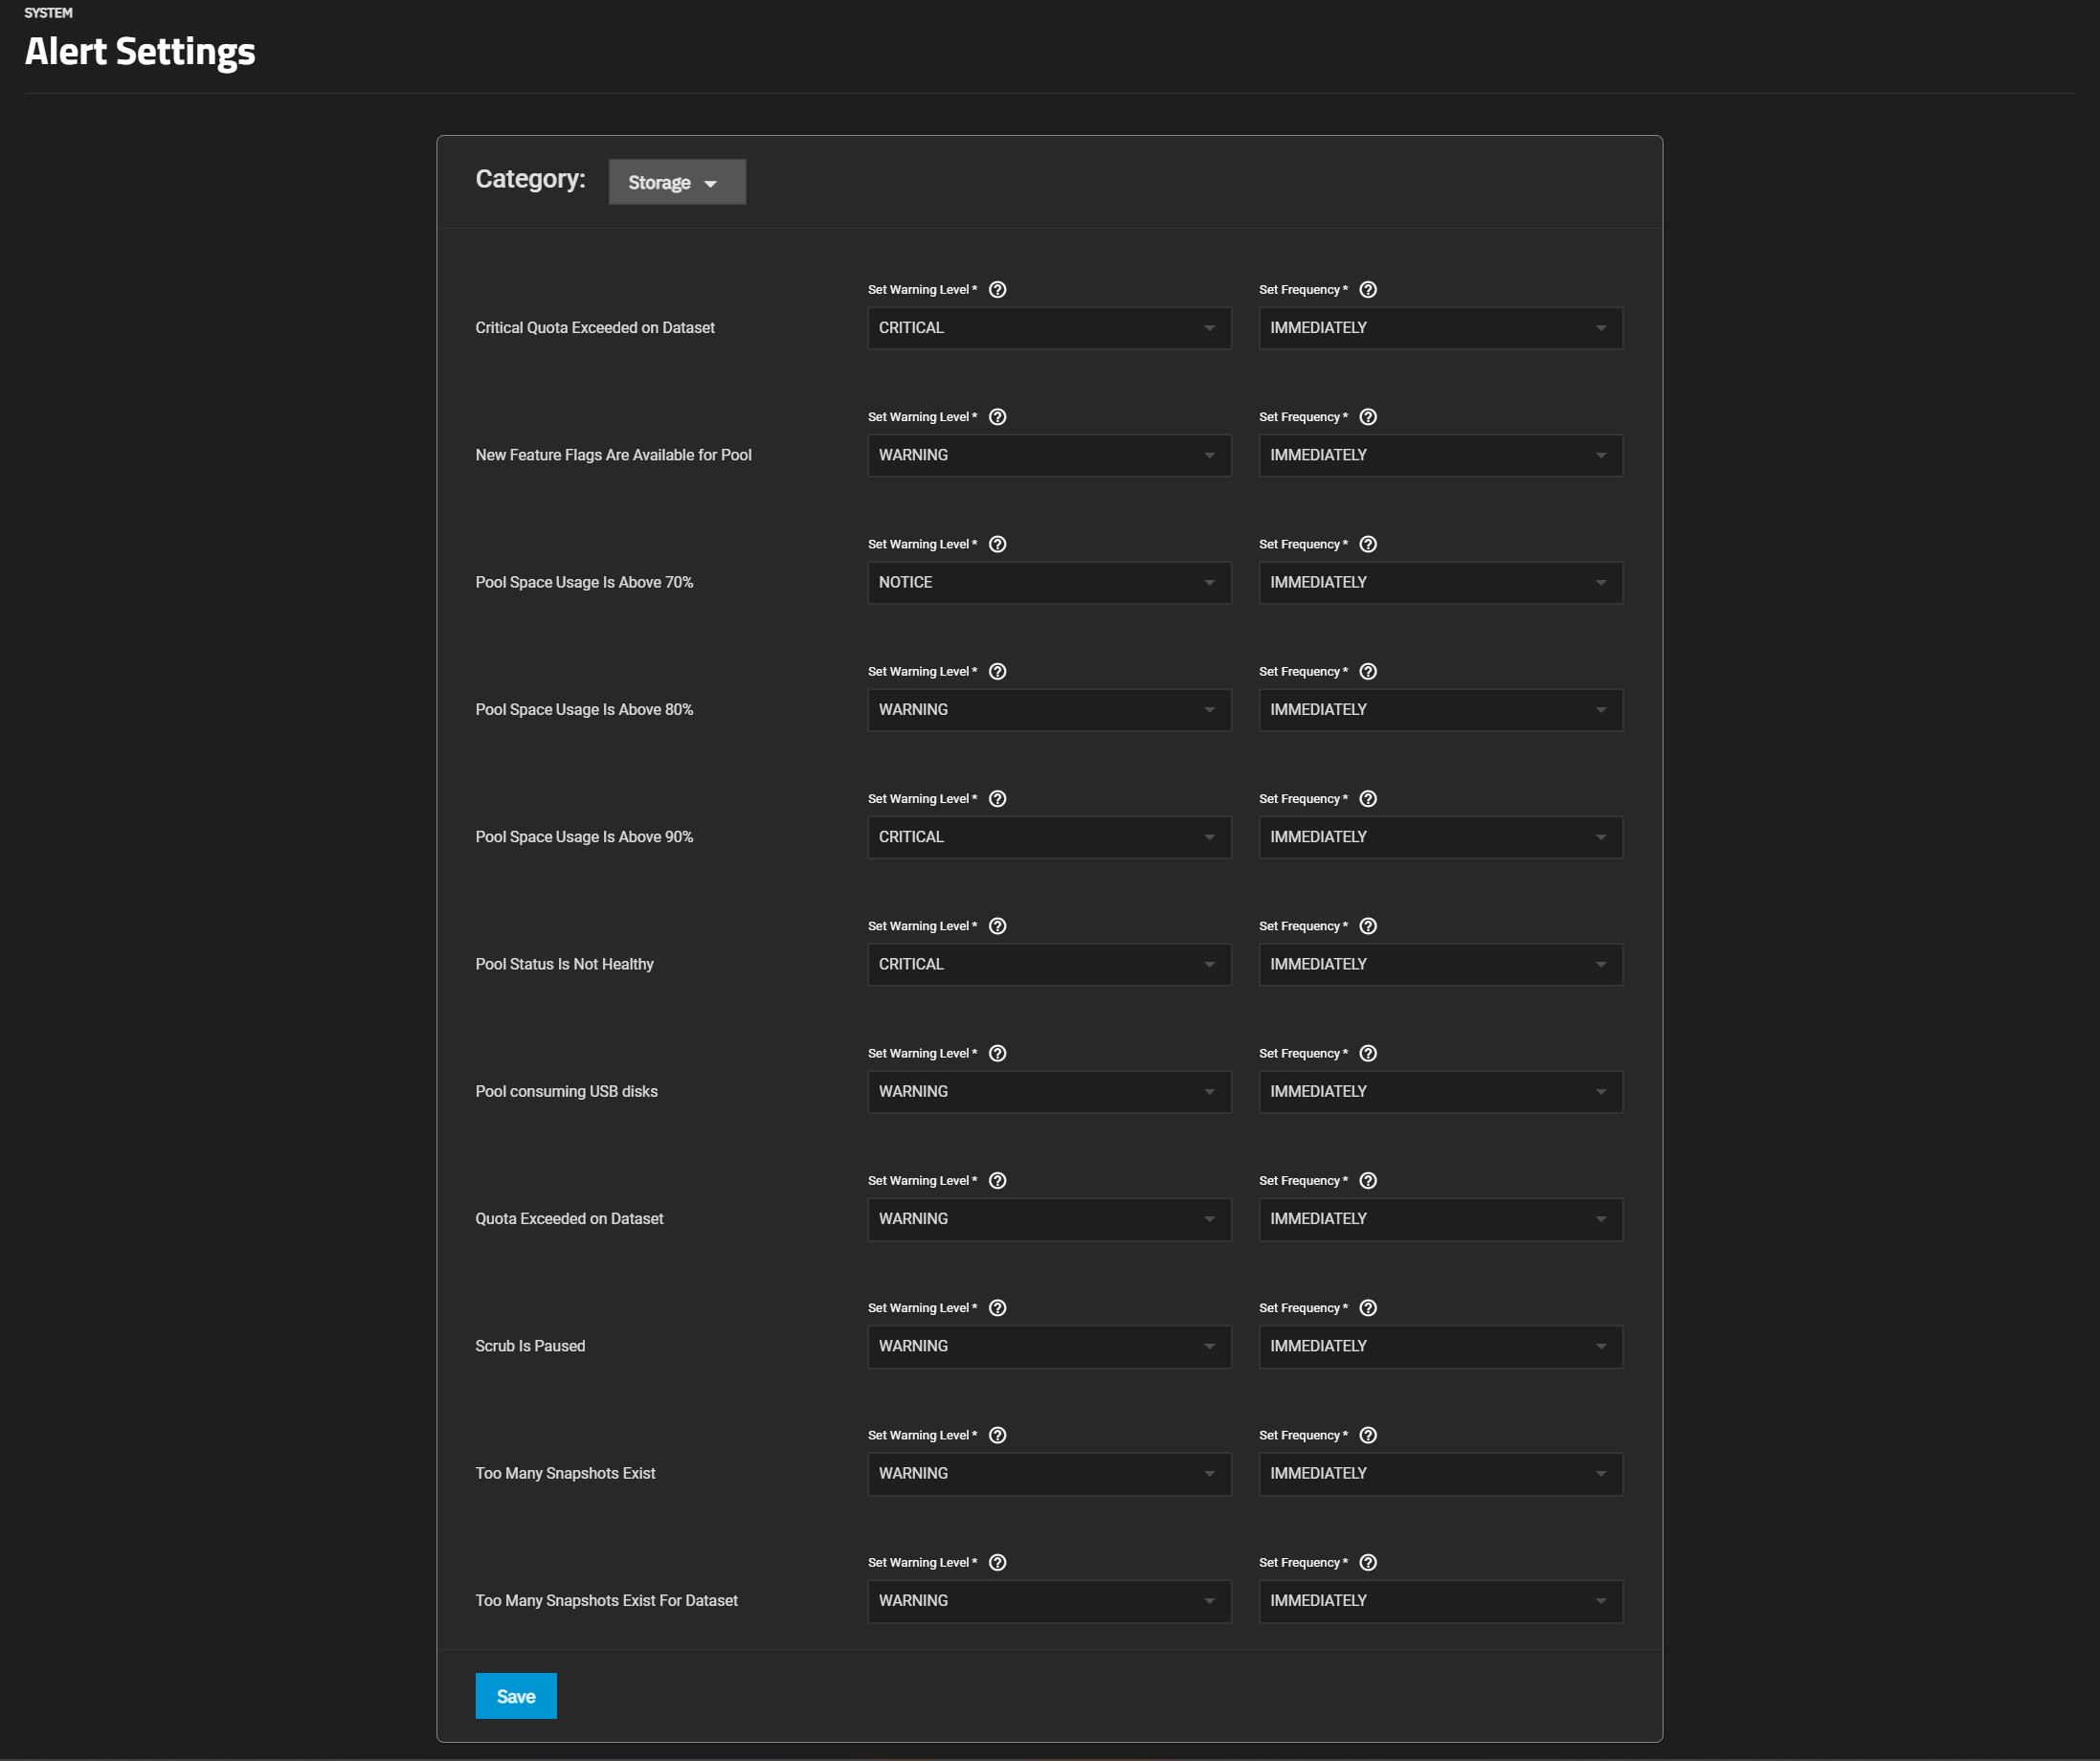 SYSTEM
Alert Settings
Category: Storage
Set Warning Level * Set Frequency *
Critical Quota Exceeded on Dataset CRITICAL IMMEDIATELY
Set Warning Level * Set Frequency *
New Feature Flags Are Available for Pool WARNING IMMEDIATELY
Set Warning Level * Set Frequency *
Pool Space Usage Is Above 70% NOTICE IMMEDIATELY
Set Warning Level * Set Frequency *
Pool Space Usage Is Above 80% WARNING IMMEDIATELY
Set Warning Level * Set Frequency *
Pool Space Usage Is Above 90% CRITICAL IMMEDIATELY
Set Warning Level * Set Frequency *
Pool Status Is Not Healthy CRITICAL IMMEDIATELY
Set Warning Level * Set Frequency *
Pool consuming USB disks WARNING IMMEDIATELY
Set Warning Level * Set Frequency *
Quota Exceeded on Dataset WARNING IMMEDIATELY
Set Warning Level * Set Frequency *
Scrub Is Paused WARNING IMMEDIATELY
Set Warning Level * Set Frequency *
Too Many Snapshots Exist WARNING IMMEDIATELY
Set Warning Level * Set Frequency *
Too Many Snapshots Exist For Dataset WARNING IMMEDIATELY
Save